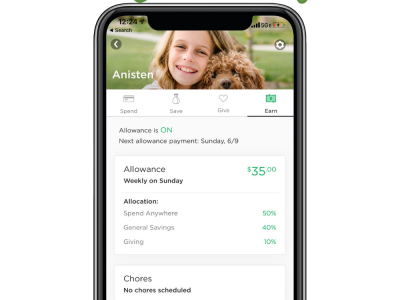 12:24
Search
5G
Anisten
Spend
Save
Give
Earn
Allowance is ON
Next allowance payment: Sunday, 6/9
Allowance
$35.00
Weekly on Sunday
Allocation:
Spend Anywhere 50%
General Savings 40%
Giving 10%
Chores
No chores scheduled